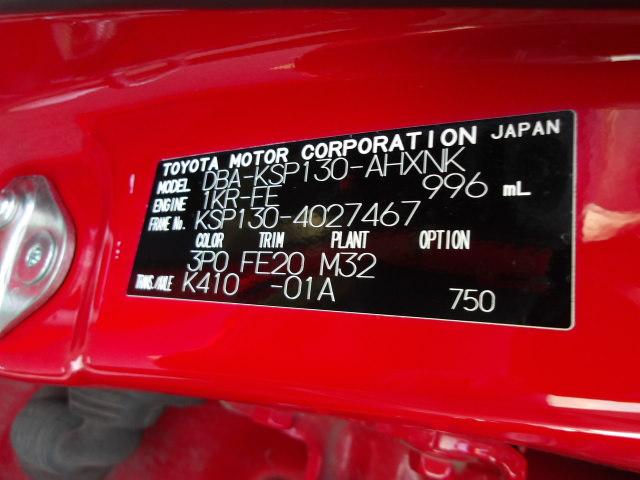 TOYOTA MOTOR CORPORATION JAPAN
MODEL DBA-KSP130-AHXNK
ENGINE 1KR-FE 996 mL
FRAME No. KSP130-4027467
COLOR TRIM PLANT OPTION
3P0 FE20 M32
TRANS./AXLE K410 -01A 750